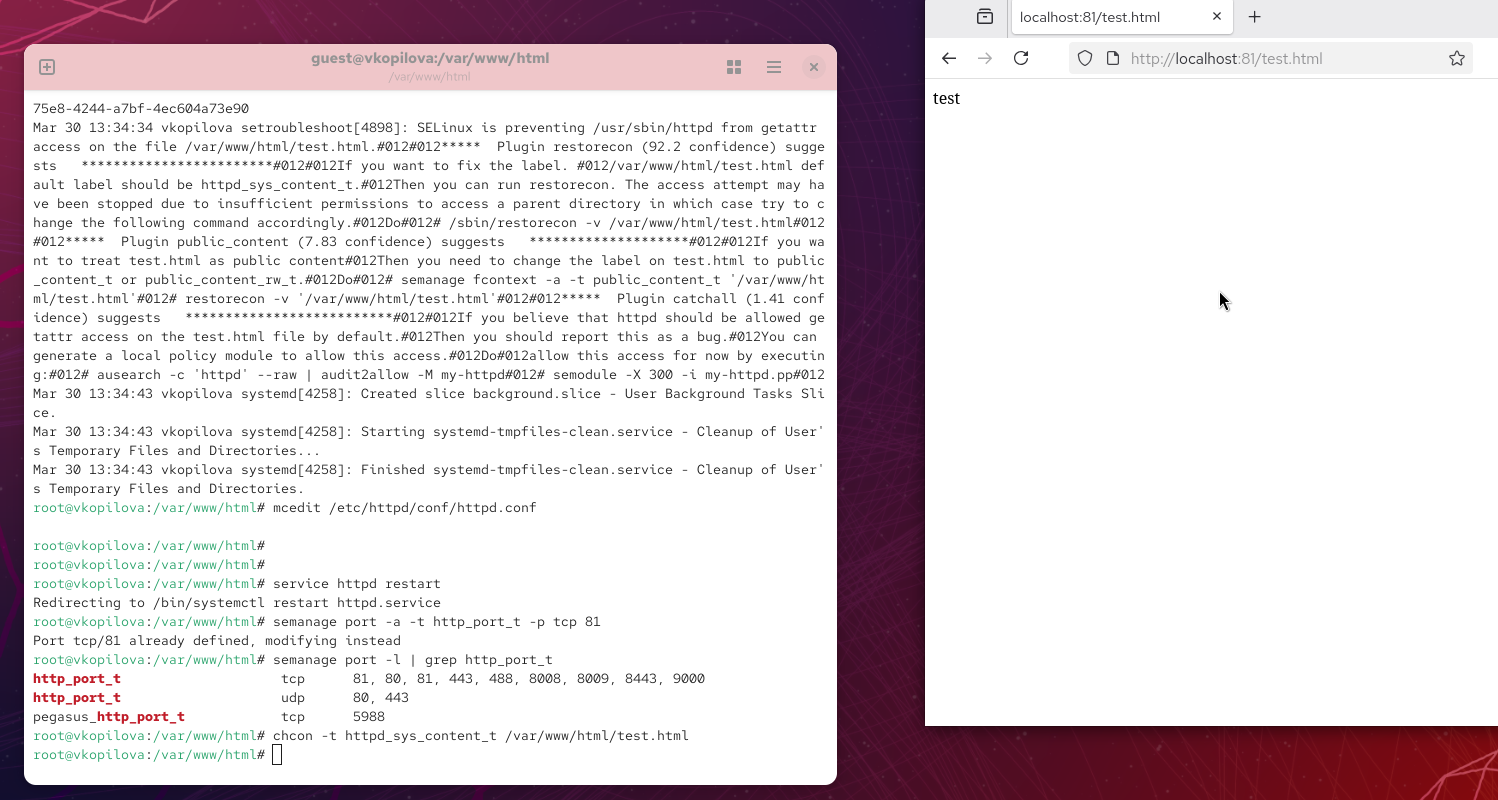 guest@vkopilova:/var/www/html
/var/www/html
75e8-4244-a7bf-4ec604a73e90
Mar 30 13:34:34 vkopilova setroubleshoot[4898]: SELinux is preventing /usr/sbin/httpd from getattr
access on the file /var/www/html/test.html.#012#012***** Plugin restorecon (92.2 confidence) sugge
sts ************************#012#012If you want to fix the label. #012/var/www/html/test.html def
ault label should be httpd_sys_content_t.#012Then you can run restorecon. The access attempt may ha
ve been stopped due to insufficient permissions to access a parent directory in which case try to c
hange the following command accordingly.#012Do#012# /sbin/restorecon -v /var/www/html/test.html#012
#012***** Plugin public_content (7.83 confidence) suggests ********************#012#012If you wa
nt to treat test.html as public content#012Then you need to change the label on test.html to public
_content_t or public_content_rw_t.#012Do#012# semanage fcontext -a -t public_content_t '/var/www/ht
ml/test.html'#012# restorecon -v '/var/www/html/test.html'#012#012***** Plugin catchall (1.41 conf
idence) suggests **************************#012#012If you believe that httpd should be allowed ge
tattr access on the test.html file by default.#012Then you should report this as a bug.#012You can
generate a local policy module to allow this access.#012Do#012allow this access for now by executin
g:#012# ausearch -c 'httpd' --raw | audit2allow -M my-httpd#012# semodule -X 300 -i my-httpd.pp#012
Mar 30 13:34:43 vkopilova systemd[4258]: Created slice background.slice - User Background Tasks Sli
ce.
Mar 30 13:34:43 vkopilova systemd[4258]: Starting systemd-tmpfiles-clean.service - Cleanup of User'
s Temporary Files and Directories...
Mar 30 13:34:43 vkopilova systemd[4258]: Finished systemd-tmpfiles-clean.service - Cleanup of User'
s Temporary Files and Directories.
root@vkopilova:/var/www/html# mcedit /etc/httpd/conf/httpd.conf
root@vkopilova:/var/www/html#
root@vkopilova:/var/www/html#
root@vkopilova:/var/www/html# service httpd restart
Redirecting to /bin/systemctl restart httpd.service
root@vkopilova:/var/www/html# semanage port -a -t http_port_t -p tcp 81
Port tcp/81 already defined, modifying instead
root@vkopilova:/var/www/html# semanage port -l | grep http_port_t
http_port_t tcp 81, 80, 81, 443, 488, 8008, 8009, 8443, 9000
http_port_t udp 80, 443
pegasus_http_port_t tcp 5988
root@vkopilova:/var/www/html# chcon -t httpd_sys_content_t /var/www/html/test.html
root@vkopilova:/var/www/html#
localhost:81/test.html
http://localhost:81/test.html
test